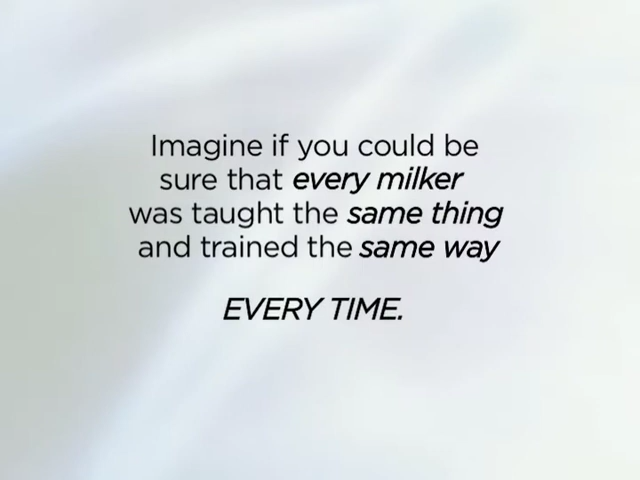 Imagine if you could be
sure that every milker
was taught the same thing
and trained the same way
EVERY TIME.